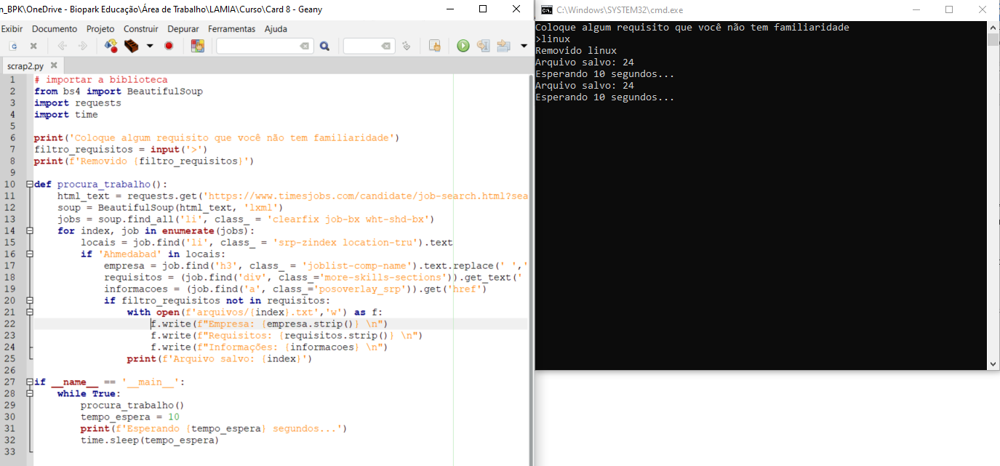 n_BPK\OneDrive - Biopark Educação\Área de Trabalho\LAMIA\Curso\Card 8 - Geany
Exibir Documento Projeto Construir Depurar Ferramentas Ajuda
scrap2.py
1 # importar a biblioteca
2 from bs4 import BeautifulSoup
3 import requests
4 import time
5
6 print('Coloque algum requisito que você não tem familiaridade')
7 filtro_requisitos = input('>')
8 print(f'Removido {filtro_requisitos}')
9
10 def procura_trabalho():
11 html_text = requests.get('https://www.timesjobs.com/candidate/job-search.html?sea
12 soup = BeautifulSoup(html_text, 'lxml')
13 jobs = soup.find_all('li', class_ = 'clearfix job-bx wht-shd-bx')
14 for index, job in enumerate(jobs):
15 locais = job.find('li', class_ = 'srp-zindex location-tru').text
16 if 'Ahmedabad' in locais:
17 empresa = job.find('h3', class_ = 'joblist-comp-name').text.replace(' ','
18 requisitos = (job.find('div', class_='more-skills-sections')).get_text('
19 informacoes = (job.find('a', class_='posoverlay_srp')).get('href')
20 if filtro_requisitos not in requisitos:
21 with open(f'arquivos/{index}.txt','w') as f:
22 f.write(f"Empresa: {empresa.strip()} \n")
23 f.write(f"Requisitos: {requisitos.strip()} \n")
24 f.write(f"Informações: {informacoes} \n")
25 print(f'Arquivo salvo: {index}')
26
27 if __name__ == '__main__':
28 while True:
29 procura_trabalho()
30 tempo_espera = 10
31 print(f'Esperando {tempo_espera} segundos...')
32 time.sleep(tempo_espera)
33
C:\Windows\SYSTEM32\cmd.exe
Coloque algum requisito que você não tem familiaridade
>linux
Removido linux
Arquivo salvo: 24
Esperando 10 segundos...
Arquivo salvo: 24
Esperando 10 segundos...